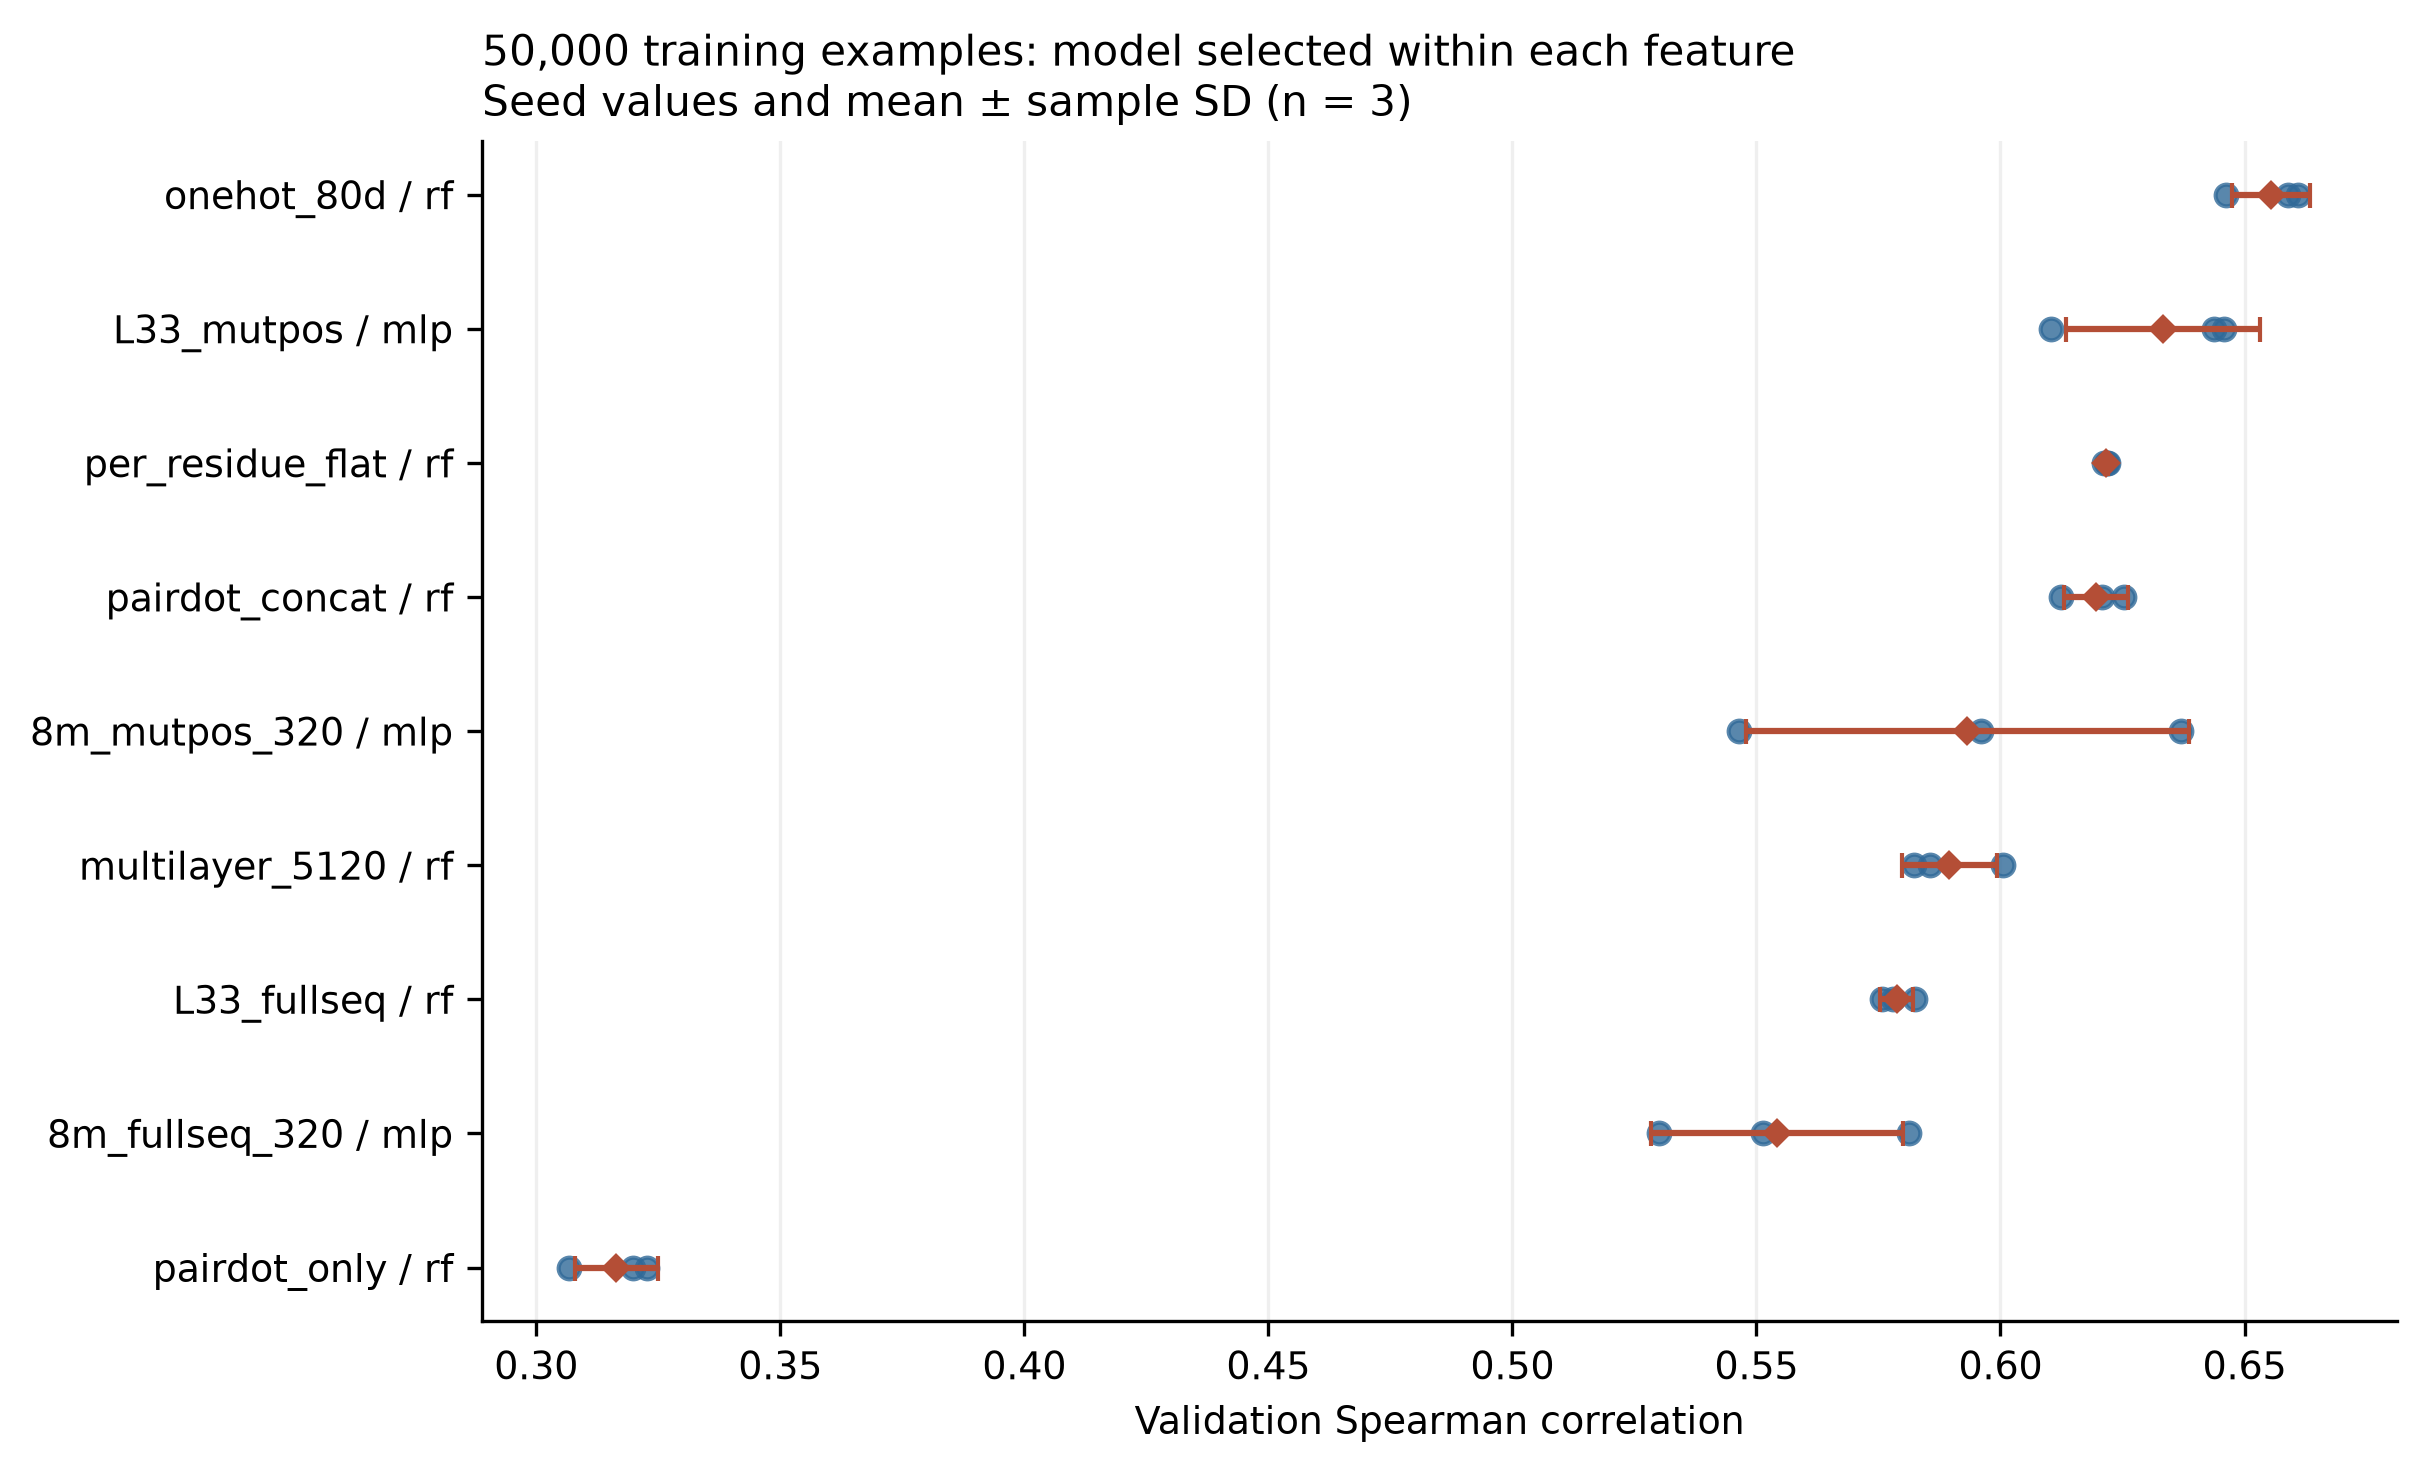 50,000 training examples: model selected within each feature
Seed values and mean ± sample SD (n = 3)
onehot_80d / rf
L33_mutpos / mlp
per_residue_flat / rf
pairdot_concat / rf
8m_mutpos_320 / mlp
multilayer_5120 / rf
L33_fullseq / rf
8m_fullseq_320 / mlp
pairdot_only / rf
0.30 0.35 0.40 0.45 0.50 0.55 0.60 0.65
Validation Spearman correlation